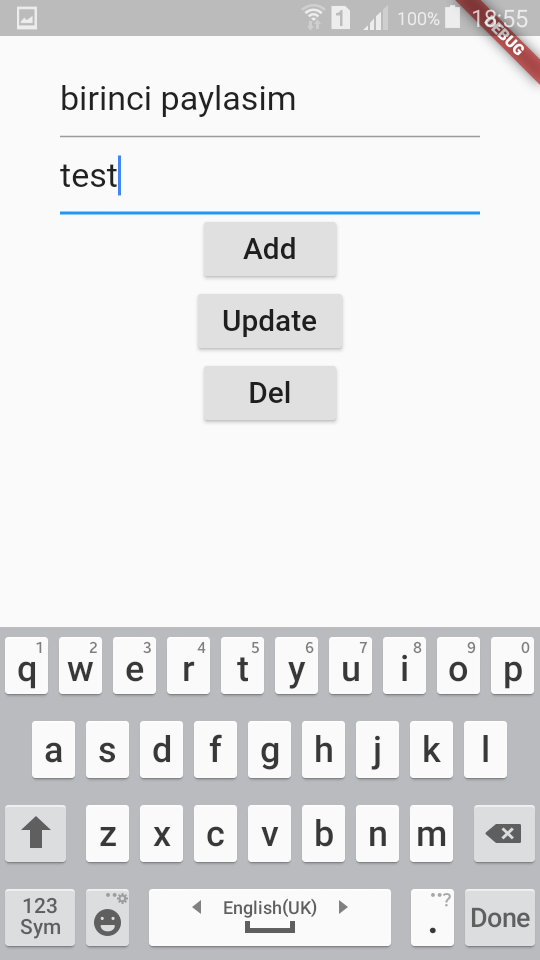 1 100% 18:55
DEBUG
birinci paylasim
test
Add
Update
Del
1 2 3 4 5 6 7 8 9 0
q w e r t y u i o p
a s d f g h j k l
z x c v b n m
123 English(UK) ?
Sym . Done